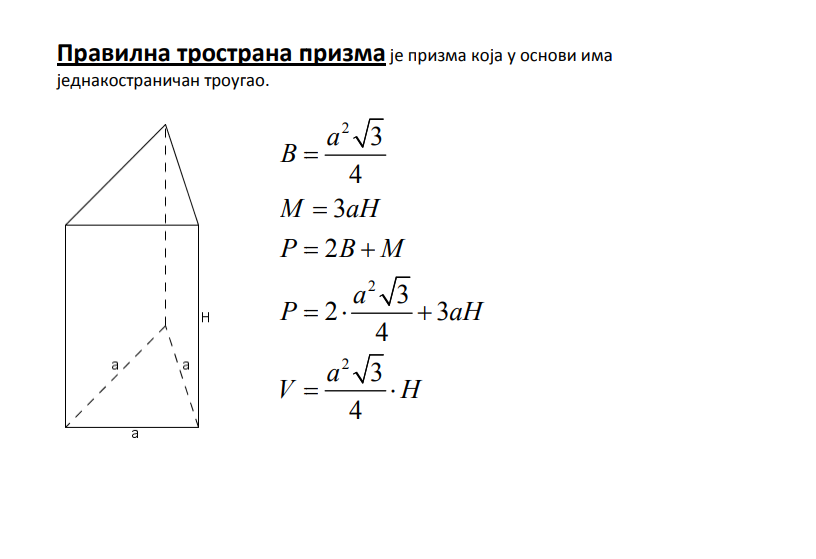 Правилна тространа призма је призма која у основи има
једнакостраничан троугао.
B = a²√3/4
M = 3aH
P = 2B + M
P = 2 · a²√3/4 + 3aH
V = a²√3/4 · H
H
a a
a